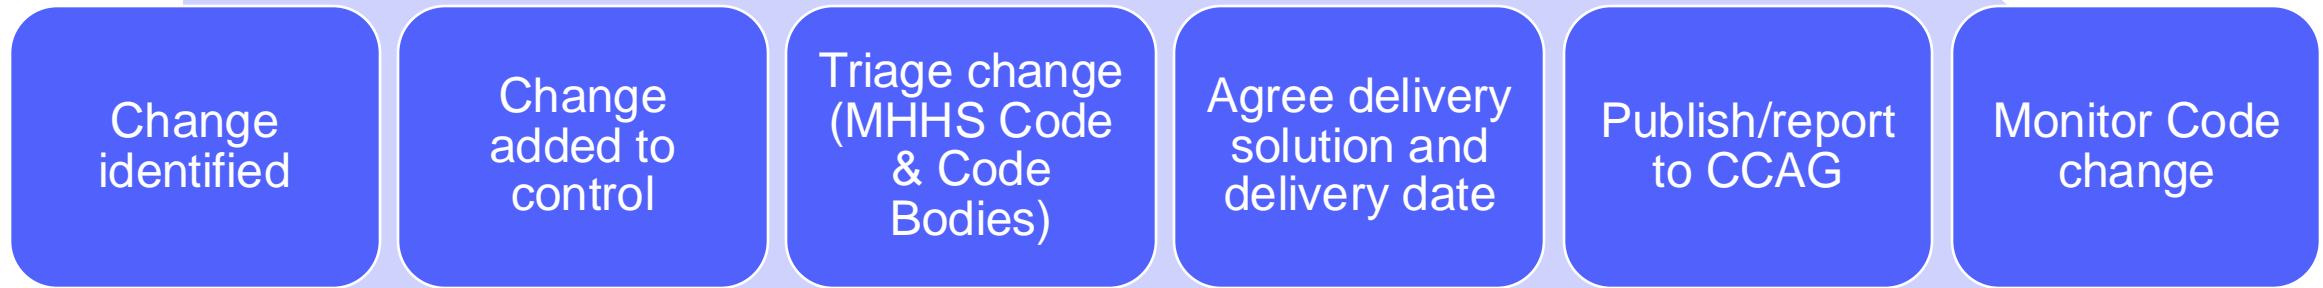 Change
identified
Change
added to
control
Triage change
(MHHS Code
& Code
Bodies)
Agree delivery
solution and
delivery date
Publish/report
to CCAG
Monitor Code
change